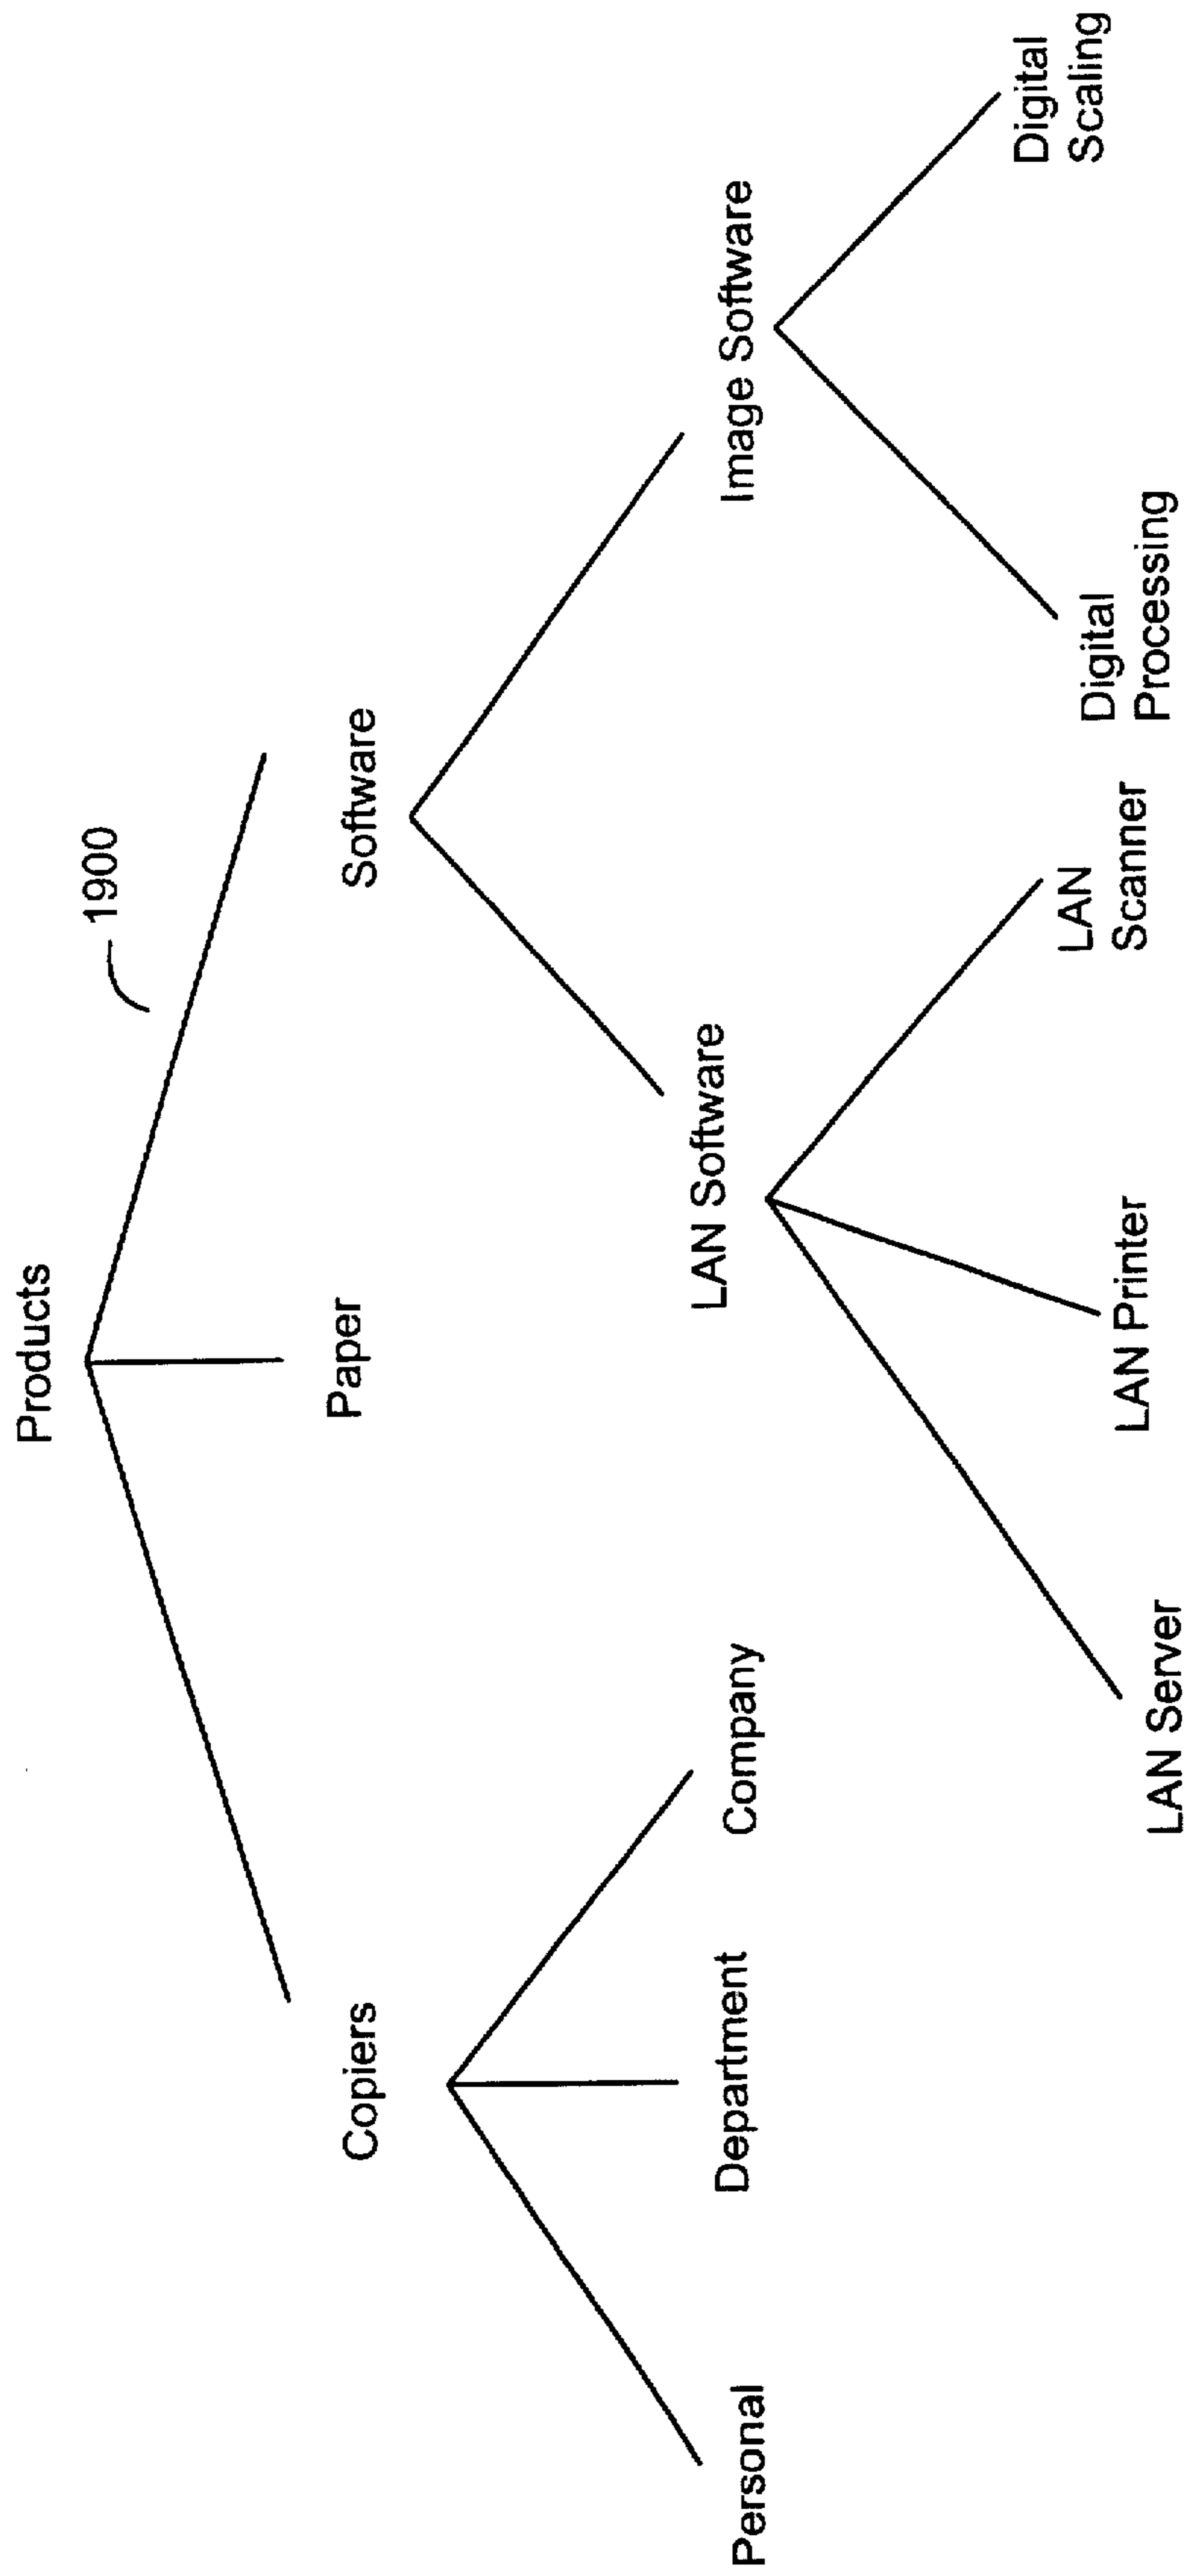 Products
1900
Copiers
Paper
Software
Personal
Department
Company
LAN Software
Image Software
LAN Server
LAN Printer
LAN
Scanner
Digital
Processing
Digital
Scaling